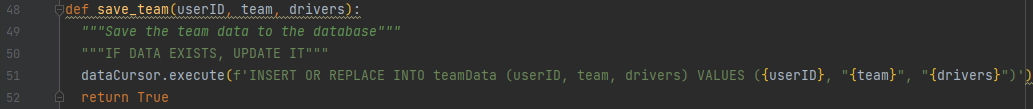 48 def save_team(userID, team, drivers):
49 """Save the team data to the database"""
50 """IF DATA EXISTS, UPDATE IT"""
51 dataCursor.execute(f'INSERT OR REPLACE INTO teamData (userID, team, drivers) VALUES ({userID}, "{team}", "{drivers}")')
52 return True